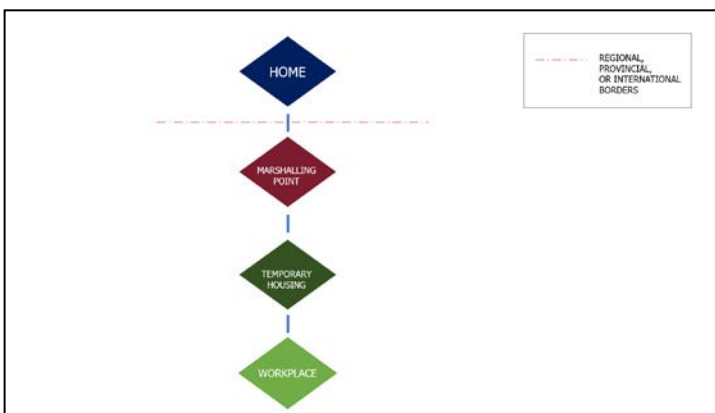 HOME
REGIONAL,
PROVINCIAL,
OR INTERNATIONAL
BORDERS
MARSHALLING
POINT
TEMPORARY
HOUSING
WORKPLACE